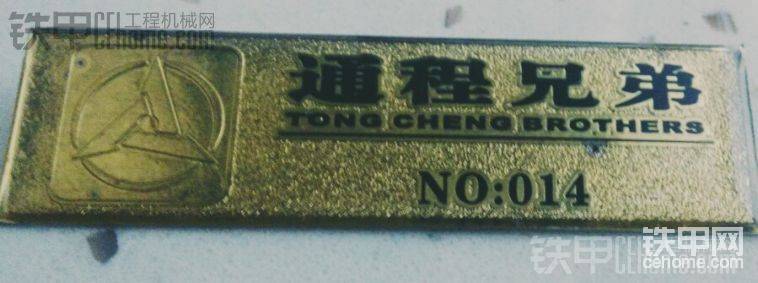 铁甲 工程机械网
cehome.com
通程兄弟
TONG CHENG BROTHERS
NO:014
铁甲网
cehome.com